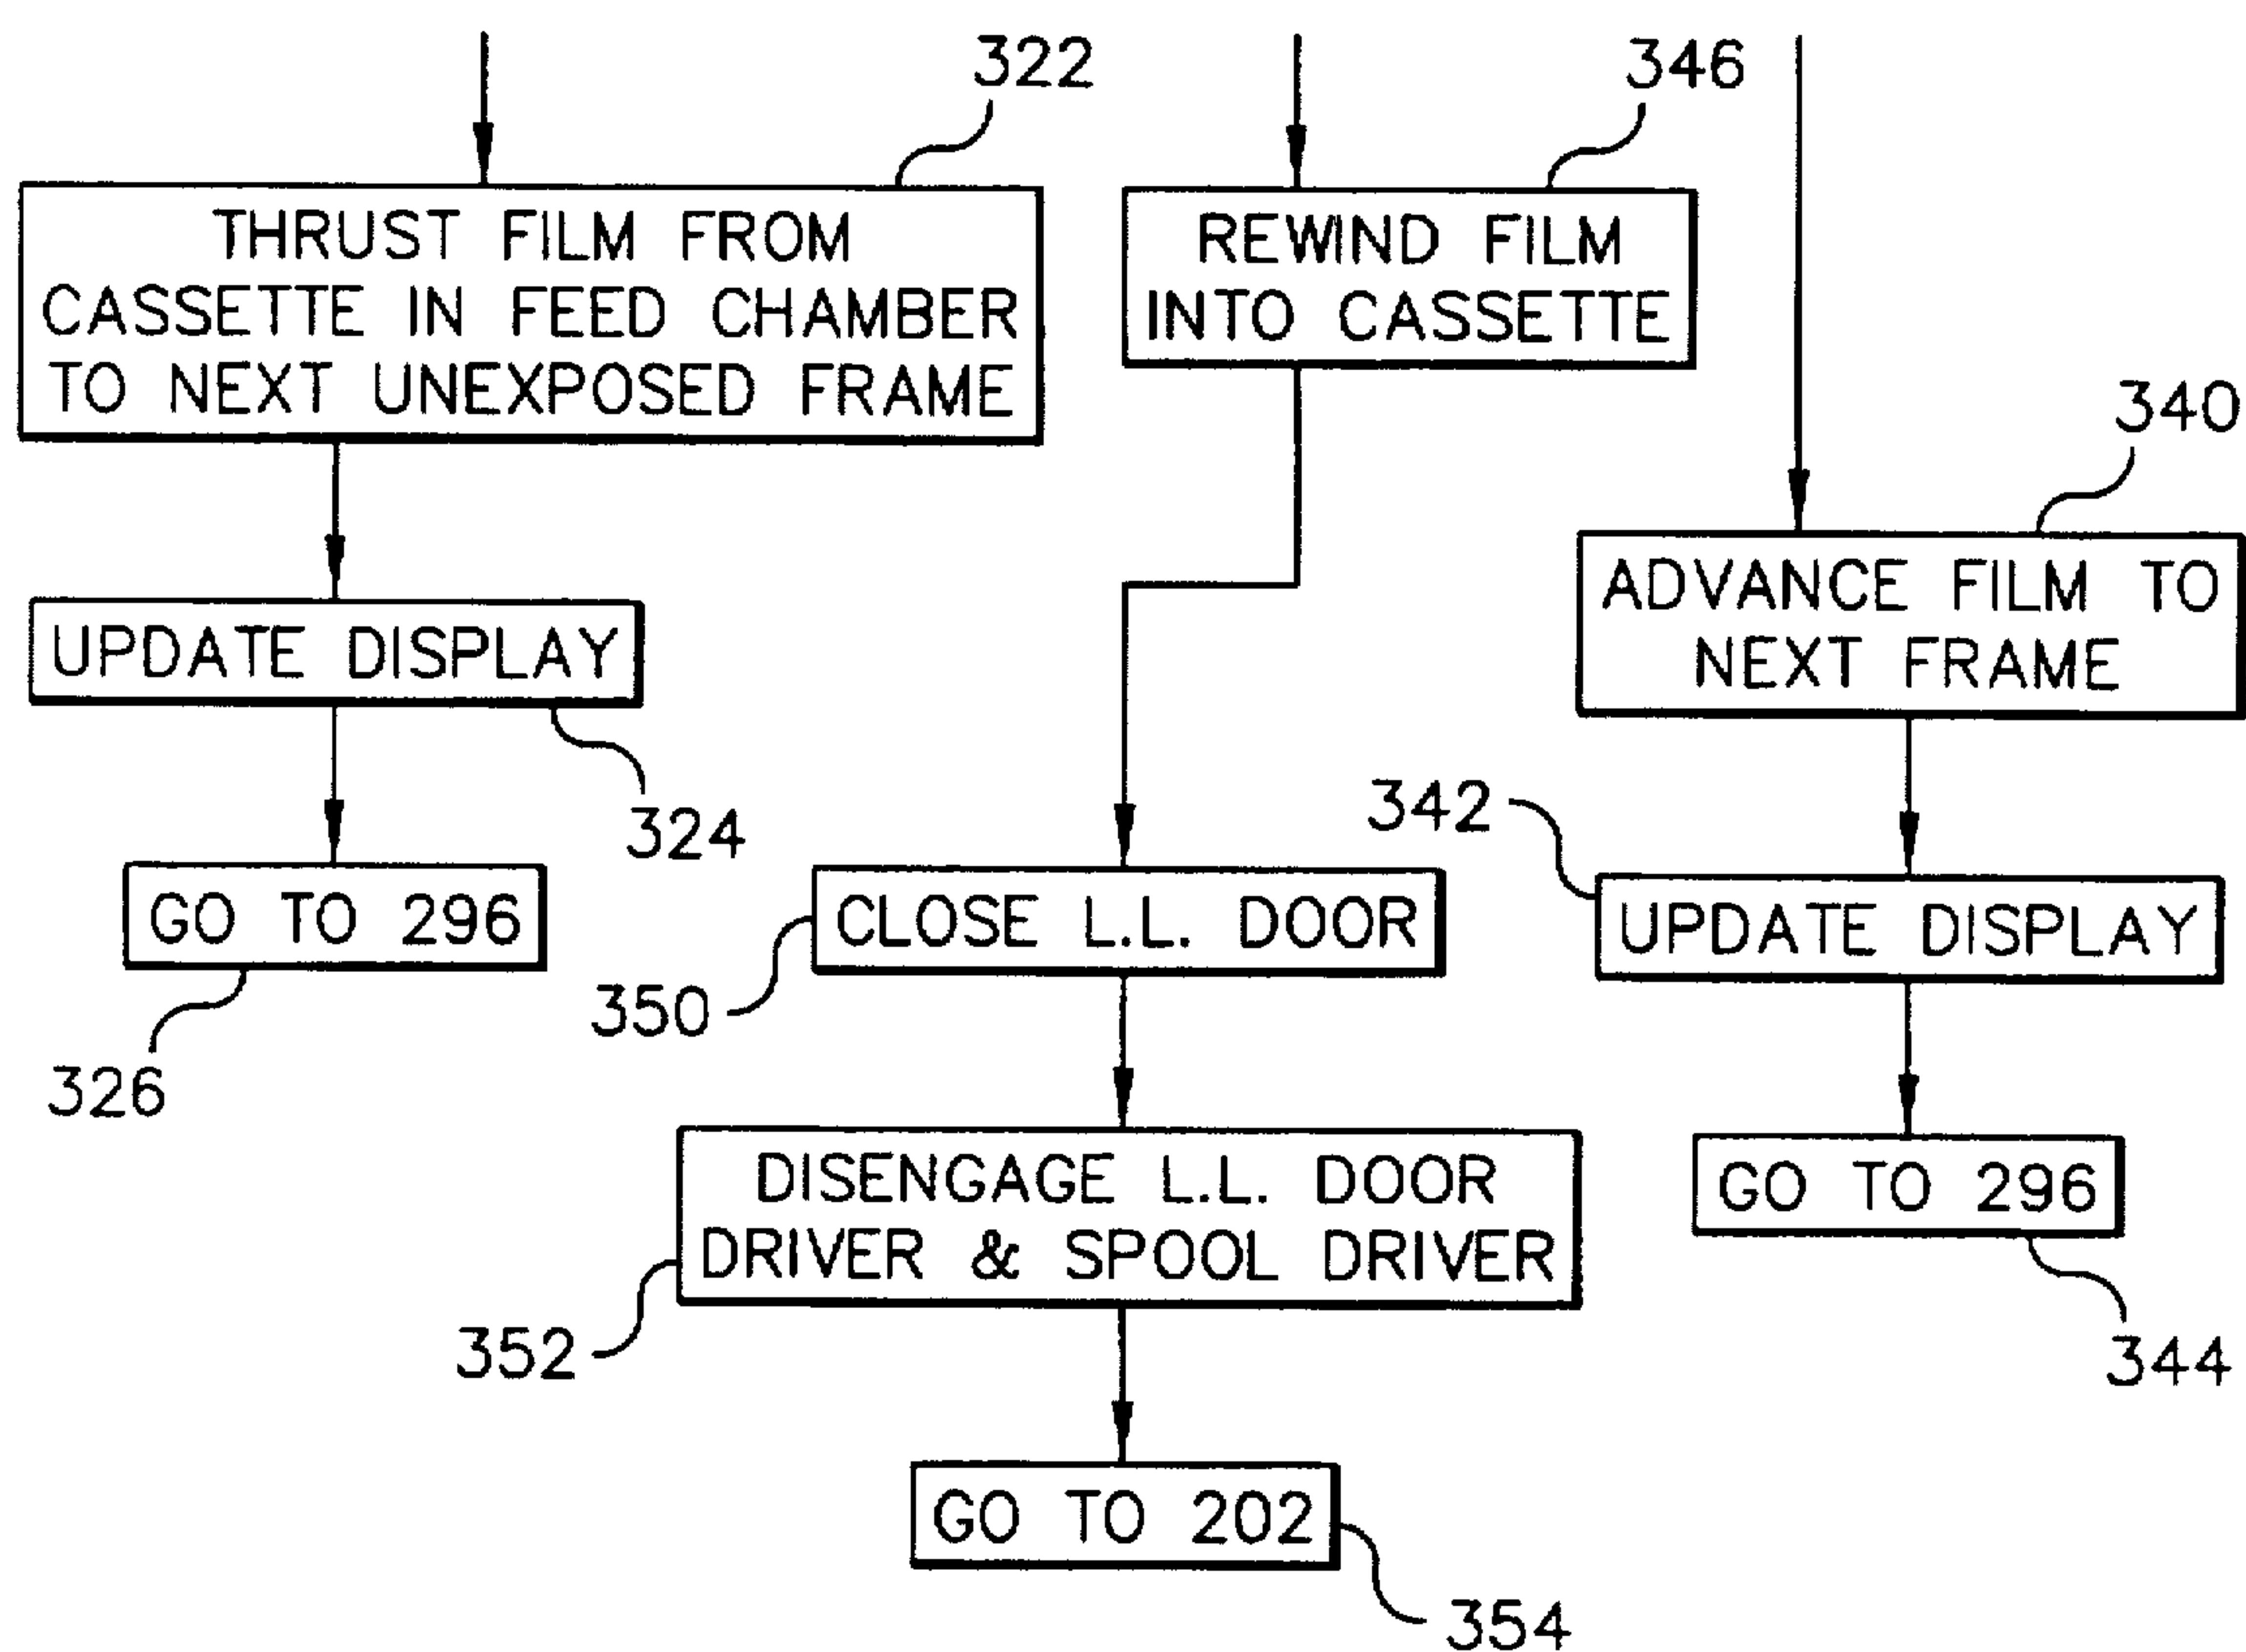 322
THRUST FILM FROM
CASSETTE IN FEED CHAMBER
TO NEXT UNEXPOSED FRAME
UPDATE DISPLAY
324
GO TO 296
326
346
REWIND FILM
INTO CASSETTE
CLOSE L.L. DOOR
350
DISENGAGE L.L. DOOR
DRIVER & SPOOL DRIVER
352
GO TO 202
354
340
ADVANCE FILM TO
NEXT FRAME
342
UPDATE DISPLAY
GO TO 296
344